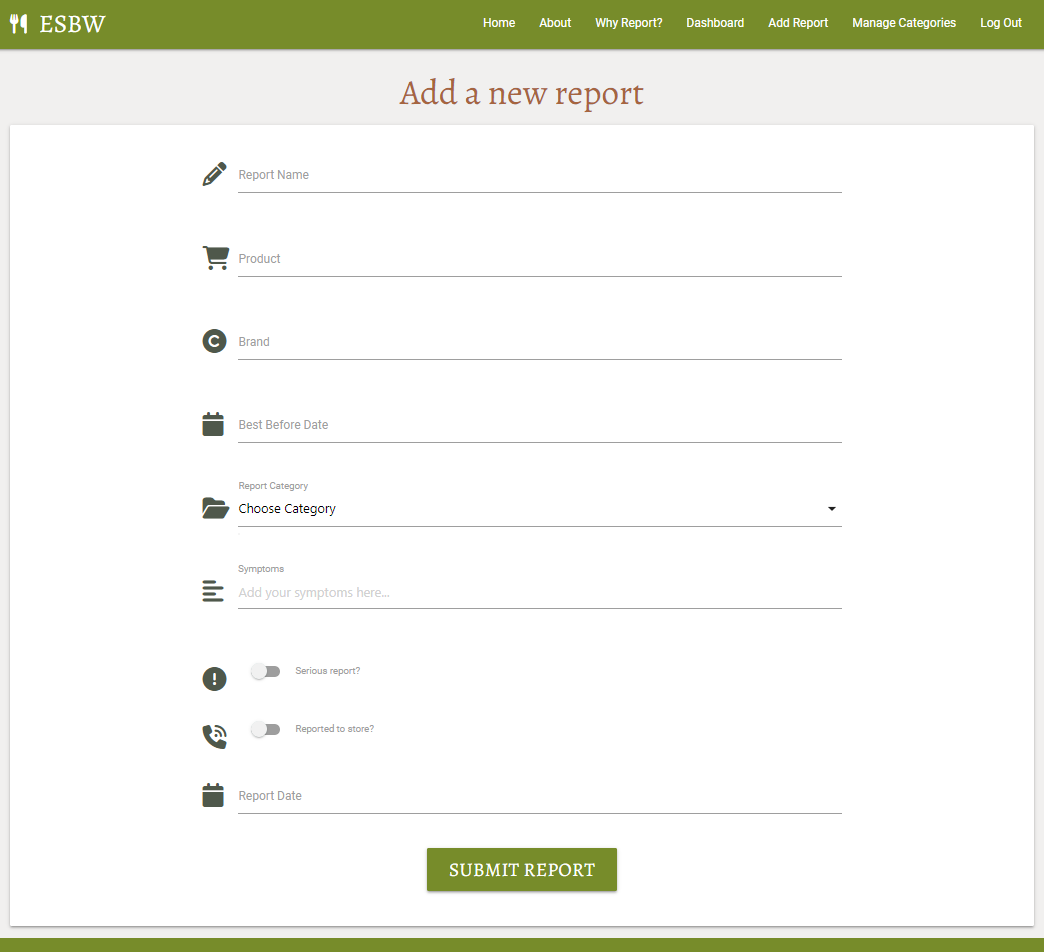 ESBW
Home About Why Report? Dashboard Add Report Manage Categories Log Out
Add a new report
Report Name
Product
Brand
Best Before Date
Report Category
Choose Category
Symptoms
Add your symptoms here...
Serious report?
Reported to store?
Report Date
SUBMIT REPORT